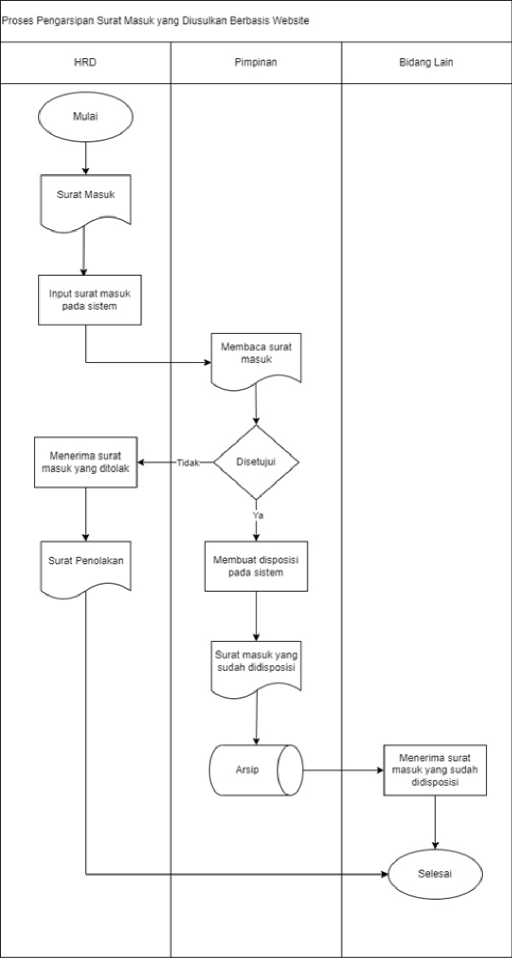 Proses Pengarsipan Surat Masuk yang Diusulkan Berbasis Website
HRD
Pimpinan
Bidang Lain
Mulai
Surat Masuk
Input surat masuk
pada sistem
Membaca surat
masuk
Disetujui
Tidak
Menerima surat
masuk yang ditolak
Ya
Surat Penolakan
Membuat disposisi
pada sistem
Surat masuk yang
sudah didisposisi
Arsip
Menerima surat
masuk yang sudah
didisposisi
Selesai